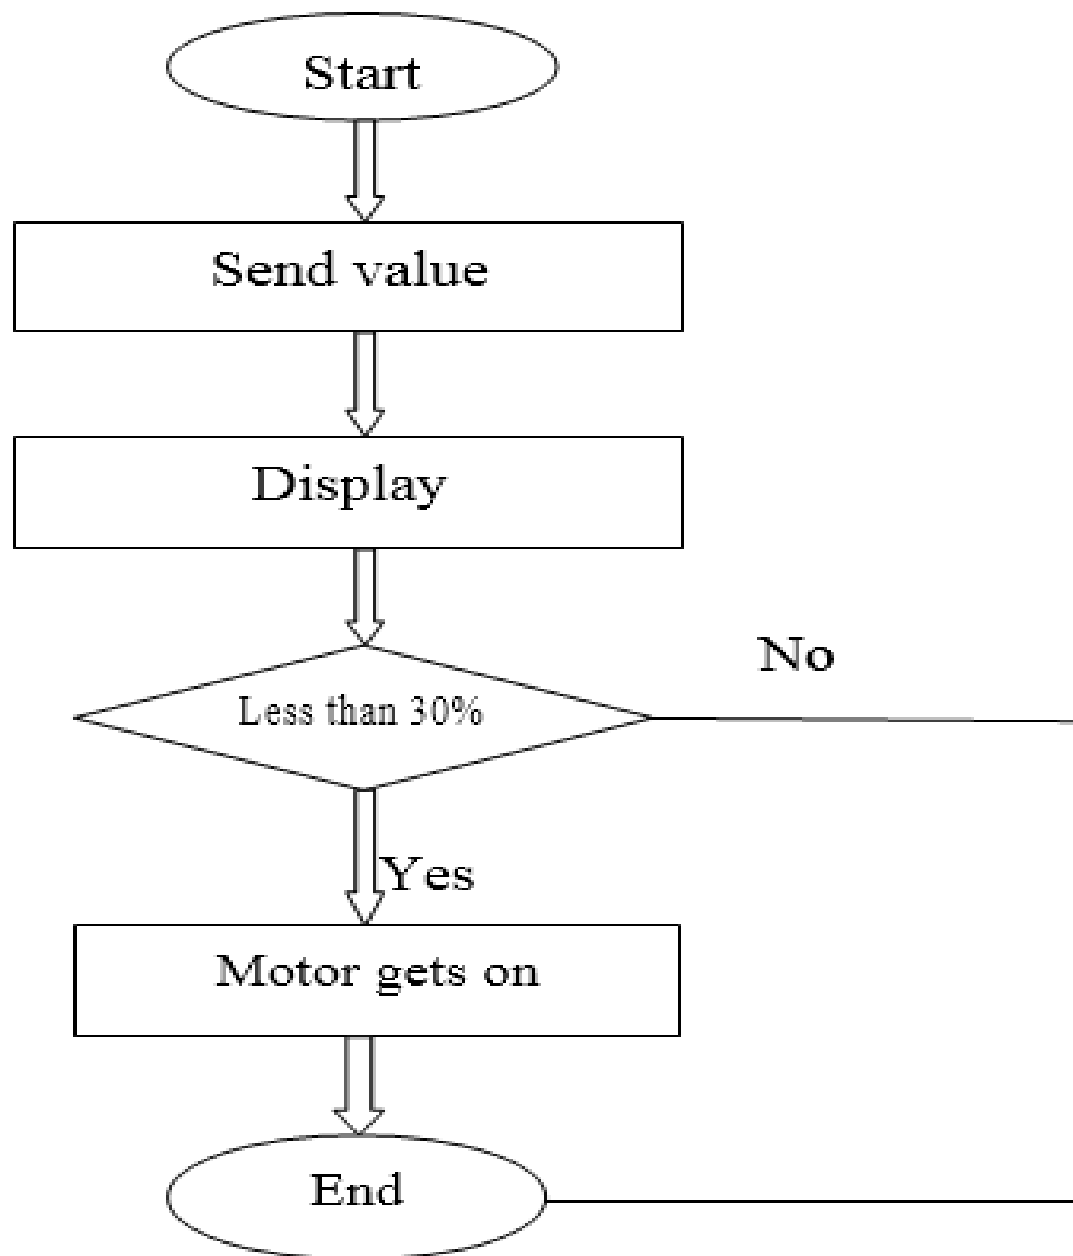 Start
Send value
Display
No
Less than 30%
Yes
Motor gets on
End